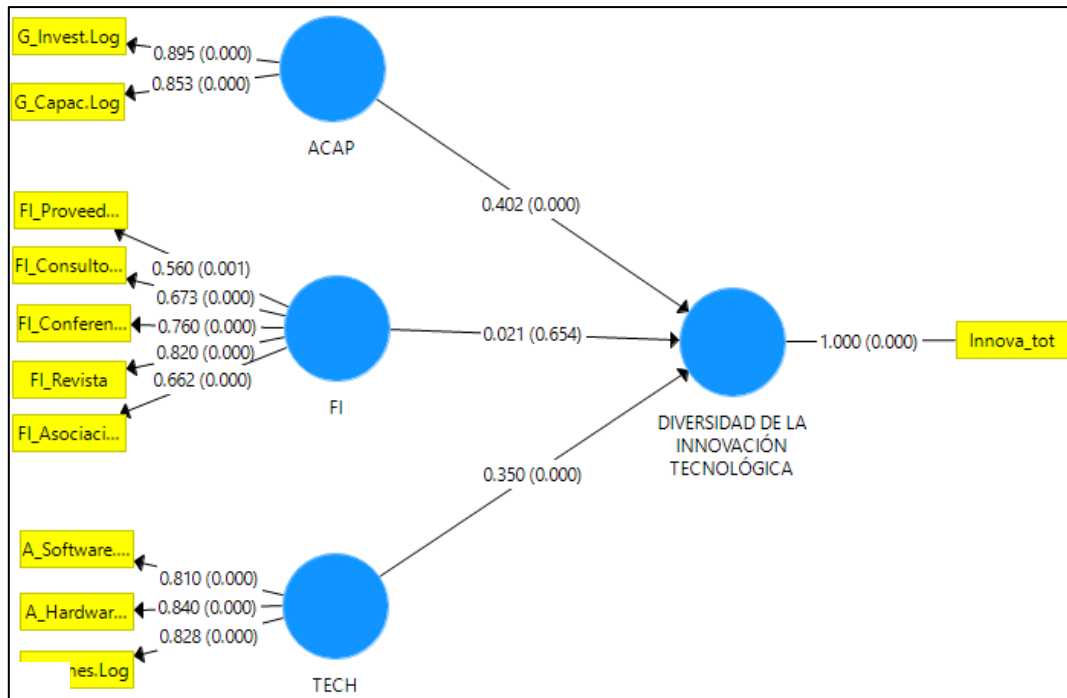 G_Invest.Log
0.895 (0.000)
0.853 (0.000)
G_Capac.Log
ACAP
0.402 (0.000)
FI_Proveed...
0.560 (0.001)
FI_Consulto...
0.673 (0.000)
FI_Conferen...
0.760 (0.000)
0.820 (0.000)
FI_Revista
0.662 (0.000)
FI_Asociaci...
FI
0.021 (0.654)
1.000 (0.000)
Innova_tot
DIVERSIDAD DE LA
INNOVACIÓN
TECNOLÓGICA
0.350 (0.000)
A_Software....
0.810 (0.000)
A_Hardwar...
0.840 (0.000)
0.828 (0.000)
nes.Log
TECH